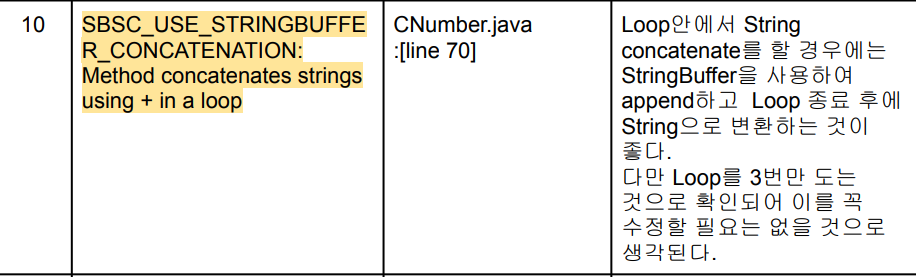 10
SBSC_USE_STRINGBUFFE
R_CONCATENATION:
Method concatenates strings
using + in a loop
CNumber.java
:[line 70]
Loop안에서 String
concatenate를 할 경우에는
StringBuffer을 사용하여
append하고 Loop 종료 후에
String으로 변환하는 것이
좋다.
다만 Loop를 3번만 도는
것으로 확인되어 이를 꼭
수정할 필요는 없을 것으로
생각된다.